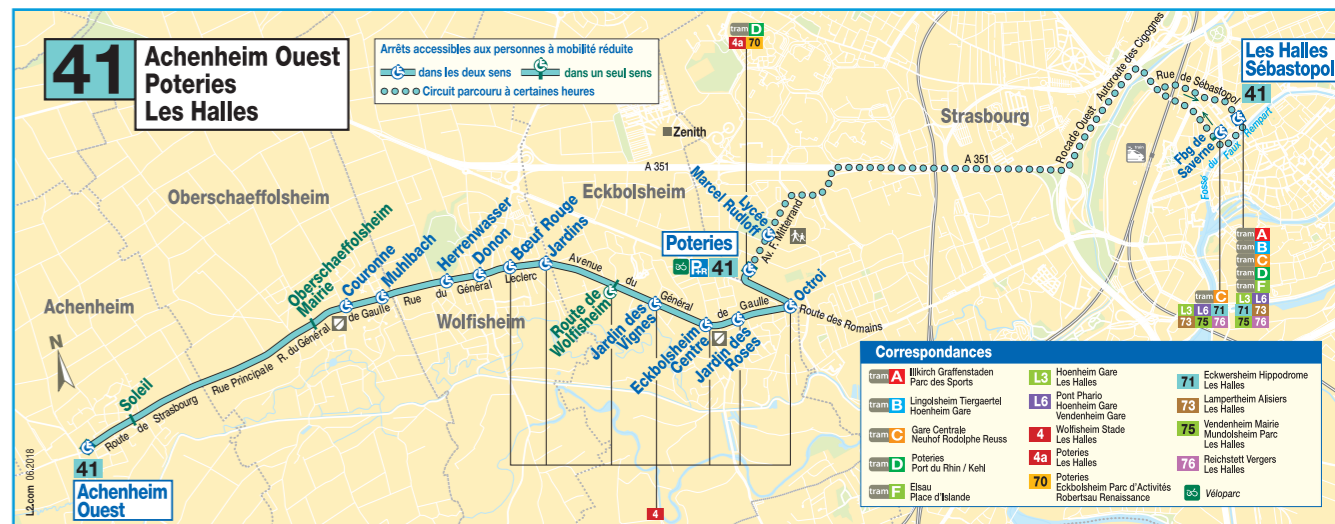 41
Achenheim Ouest
Poteries
Les Halles
Arrêts accessibles aux personnes à mobilité réduite
dans les deux sens
dans un seul sens
Circuit parcouru à certaines heures
tram D
4a 70
Les Halles
Sébastopol
41
Rue de Sébastopol
Autoroute des Cigognes
Rocade Ouest
Strasbourg
Zenith
A 351
A 351
Fbg de
Saverne
Fossé du Faux Rempart
tram
Oberschaeffolsheim
Eckbolsheim
Lycée
Marcel Rudloff
Av. F. Mitterrand
Poteries
P+R 41
Achenheim
Wolfisheim
Oberschaeffolsheim
Mairie
Couronne
Muhlbach
Herrenwasser
Donon
Bœuf Rouge
Jardins
Route de
Wolfisheim
Jardin des
Vignes
Eckbolsheim
Centre
Jardin des
Roses
Octroi
Route des Romains
Avenue du Général de Gaulle
Rue du Général Leclerc
R. du Général de Gaulle
Rue Principale
Route de Strasbourg
Soleil
N
41
Achenheim
Ouest
L2.com 06.2018
4
tram A
tram B
tram C
tram D
tram F
L3 L6
71 73
75 76
tram C
L3 L6 71
73 75 76
Correspondances
tram A Illkirch Graffenstaden
Parc des Sports
tram B Lingolsheim Tiergaertel
Hoenheim Gare
tram C Gare Centrale
Neuhof Rodolphe Reuss
tram D Poteries
Port du Rhin / Kehl
tram F Elsau
Place d'Islande
L3 Hoenheim Gare
Les Halles
L6 Pont Phario
Hoenheim Gare
Vendenheim Gare
4 Wolfisheim Stade
Les Halles
4a Poteries
Les Halles
70 Poteries
Eckbolsheim Parc d'Activités
Robertsau Renaissance
71 Eckwersheim Hippodrome
Les Halles
73 Lampertheim Alisiers
Les Halles
75 Vendenheim Mairie
Mundolsheim Parc
Les Halles
76 Reichstett Vergers
Les Halles
Véloparc